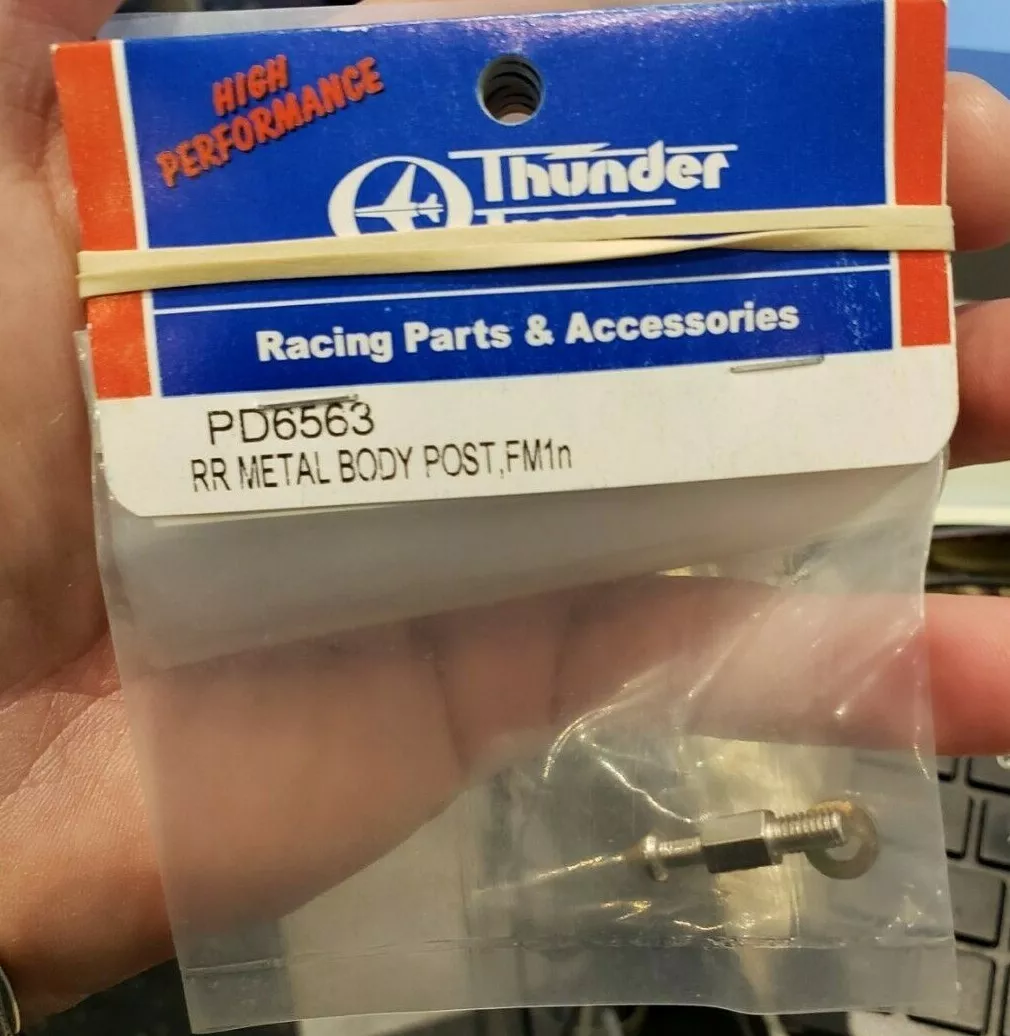 HIGH
PERFORMANCE
Thunder
Racing Parts & Accessories
PD6563
RR METAL BODY POST,FM1n